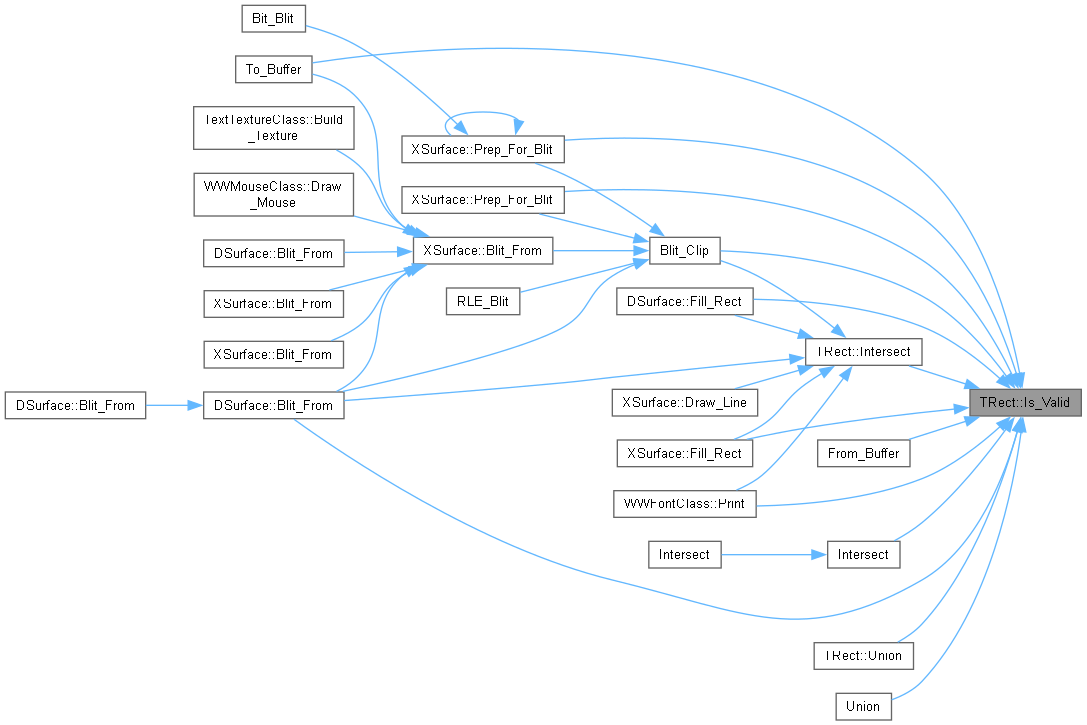 Bit_Blit
To_Buffer
TextTextureClass::Build
_Texture
XSurface::Prep_For_Blit
WWMouseClass::Draw
_Mouse
XSurface::Prep_For_Blit
DSurface::Blit_From
XSurface::Blit_From
Blit_Clip
XSurface::Blit_From
RLE_Blit
DSurface::Fill_Rect
XSurface::Blit_From
TRect::Intersect
DSurface::Blit_From
DSurface::Blit_From
XSurface::Draw_Line
TRect::Is_Valid
XSurface::Fill_Rect
From_Buffer
WWFontClass::Print
Intersect
Intersect
TRect::Union
Union